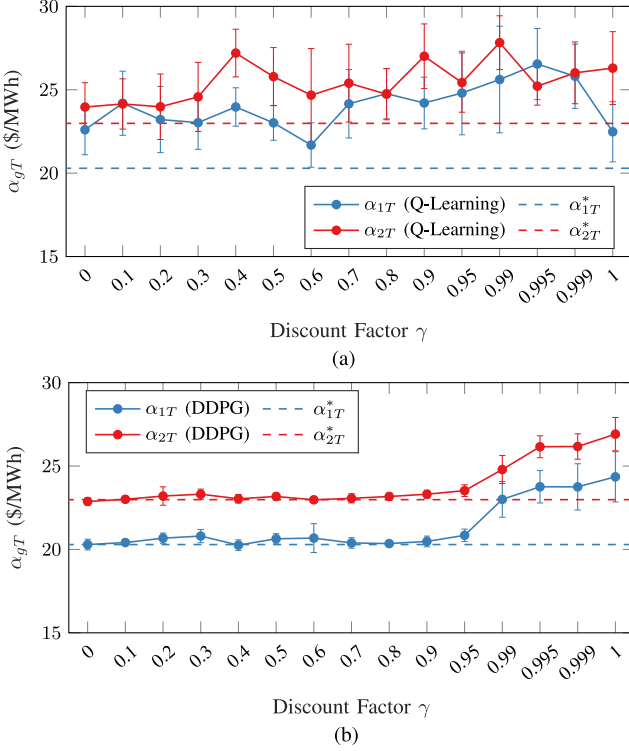 30
25
20
15
α_{gT} ($/MWh)
α_{1T} (Q-Learning) α*_{1T}
α_{2T} (Q-Learning) α*_{2T}
0 0.1 0.2 0.3 0.4 0.5 0.6 0.7 0.8 0.9 0.95 0.99 0.995 0.999 1
Discount Factor γ
(a)
30
25
20
15
α_{gT} ($/MWh)
α_{1T} (DDPG) α*_{1T}
α_{2T} (DDPG) α*_{2T}
0 0.1 0.2 0.3 0.4 0.5 0.6 0.7 0.8 0.9 0.95 0.99 0.995 0.999 1
Discount Factor γ
(b)